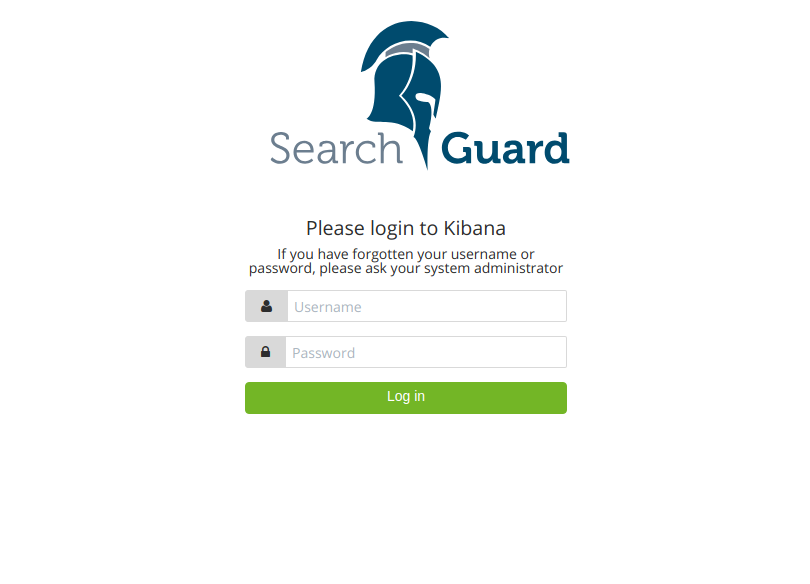 Search Guard
Please login to Kibana
If you have forgotten your username or
password, please ask your system administrator
Username
Password
Log in